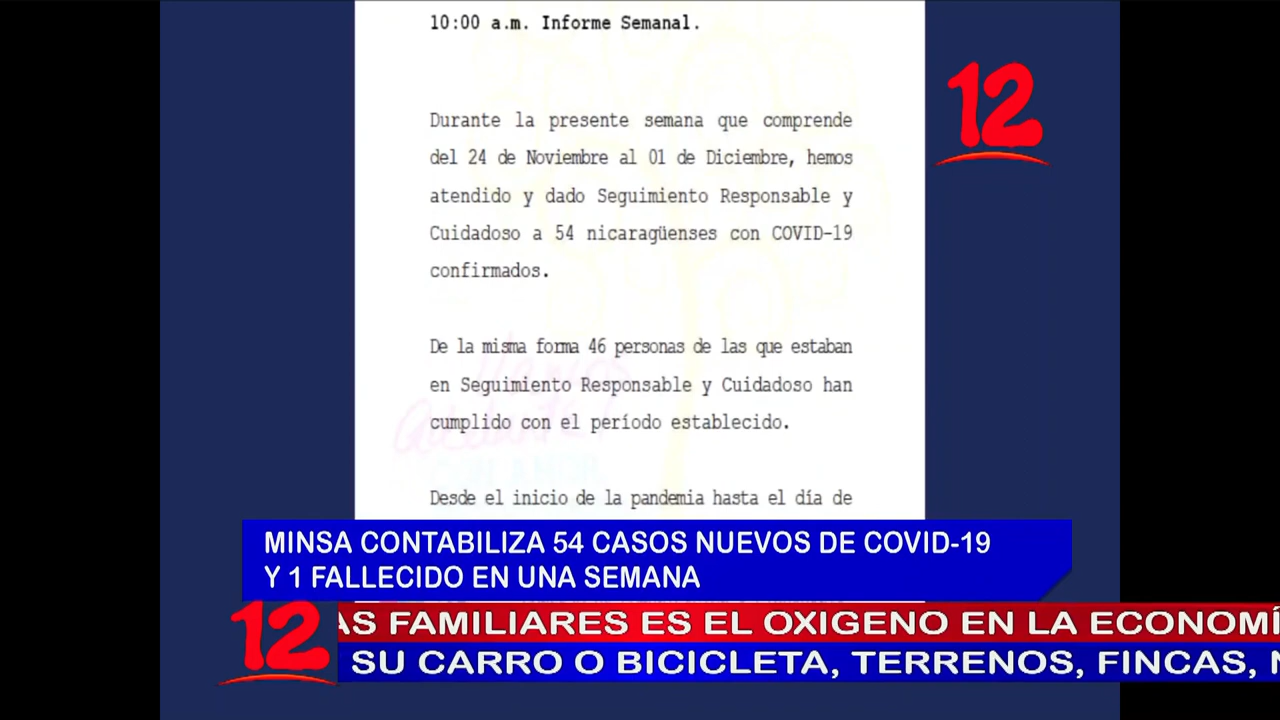 10:00 a.m. Informe Semanal.
12
Durante la presente semana que comprende
del 24 de Noviembre al 01 de Diciembre, hemos
atendido y dado Seguimiento Responsable y
Cuidadoso a 54 nicaragüenses con COVID-19
confirmados.
De la misma forma 46 personas de las que estaban
en Seguimiento Responsable y Cuidadoso han
cumplido con el período establecido.
Desde el inicio de la pandemia hasta el día de
MINSA CONTABILIZA 54 CASOS NUEVOS DE COVID-19
Y 1 FALLECIDO EN UNA SEMANA
12
AS FAMILIARES ES EL OXIGENO EN LA ECONOMÍ
SU CARRO O BICICLETA, TERRENOS, FINCAS,